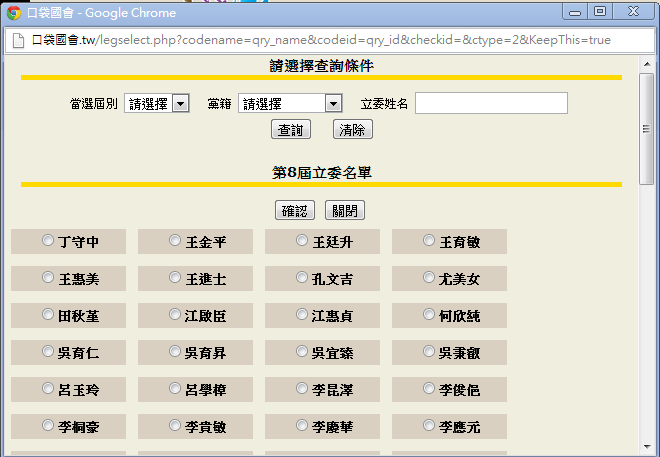 口袋國會 - Google Chrome
口袋國會.tw/legselect.php?codename=qry_name&codeid=qry_id&checkid=&ctype=2&KeepThis=true
請選擇查詢條件
當選屆別 請選擇 黨籍 請選擇 立委姓名
查詢 清除
第8屆立委名單
確認 關閉
丁守中 王金平 王廷升 王育敏
王惠美 王進士 孔文吉 尤美女
田秋堇 江啟臣 江惠貞 何欣純
吳育仁 吳育昇 吳宜臻 吳秉叡
呂玉玲 呂學樟 李昆澤 李俊俋
李桐豪 李貴敏 李慶華 李應元